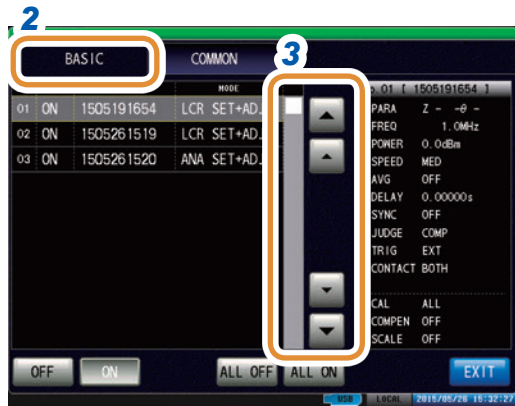 2
BASIC COMMON
3
MODE
01 ON 1505191654 LCR SET+AD.
02 ON 1505261519 LCR SET+AD.
03 ON 1505261520 ANA SET+AD.
. 01 [ 1505191654 ]
PARA Z - -θ -
FREQ 1.0MHz
POWER 0.0dBm
SPEED MED
AVG OFF
DELAY 0.00000s
SYNC OFF
JUDGE COMP
TRIG EXT
CONTACT BOTH
CAL ALL
COMPEN OFF
SCALE OFF
OFF ON ALL OFF ALL ON EXIT
USB LOCAL 2015/05/26 15:32:27